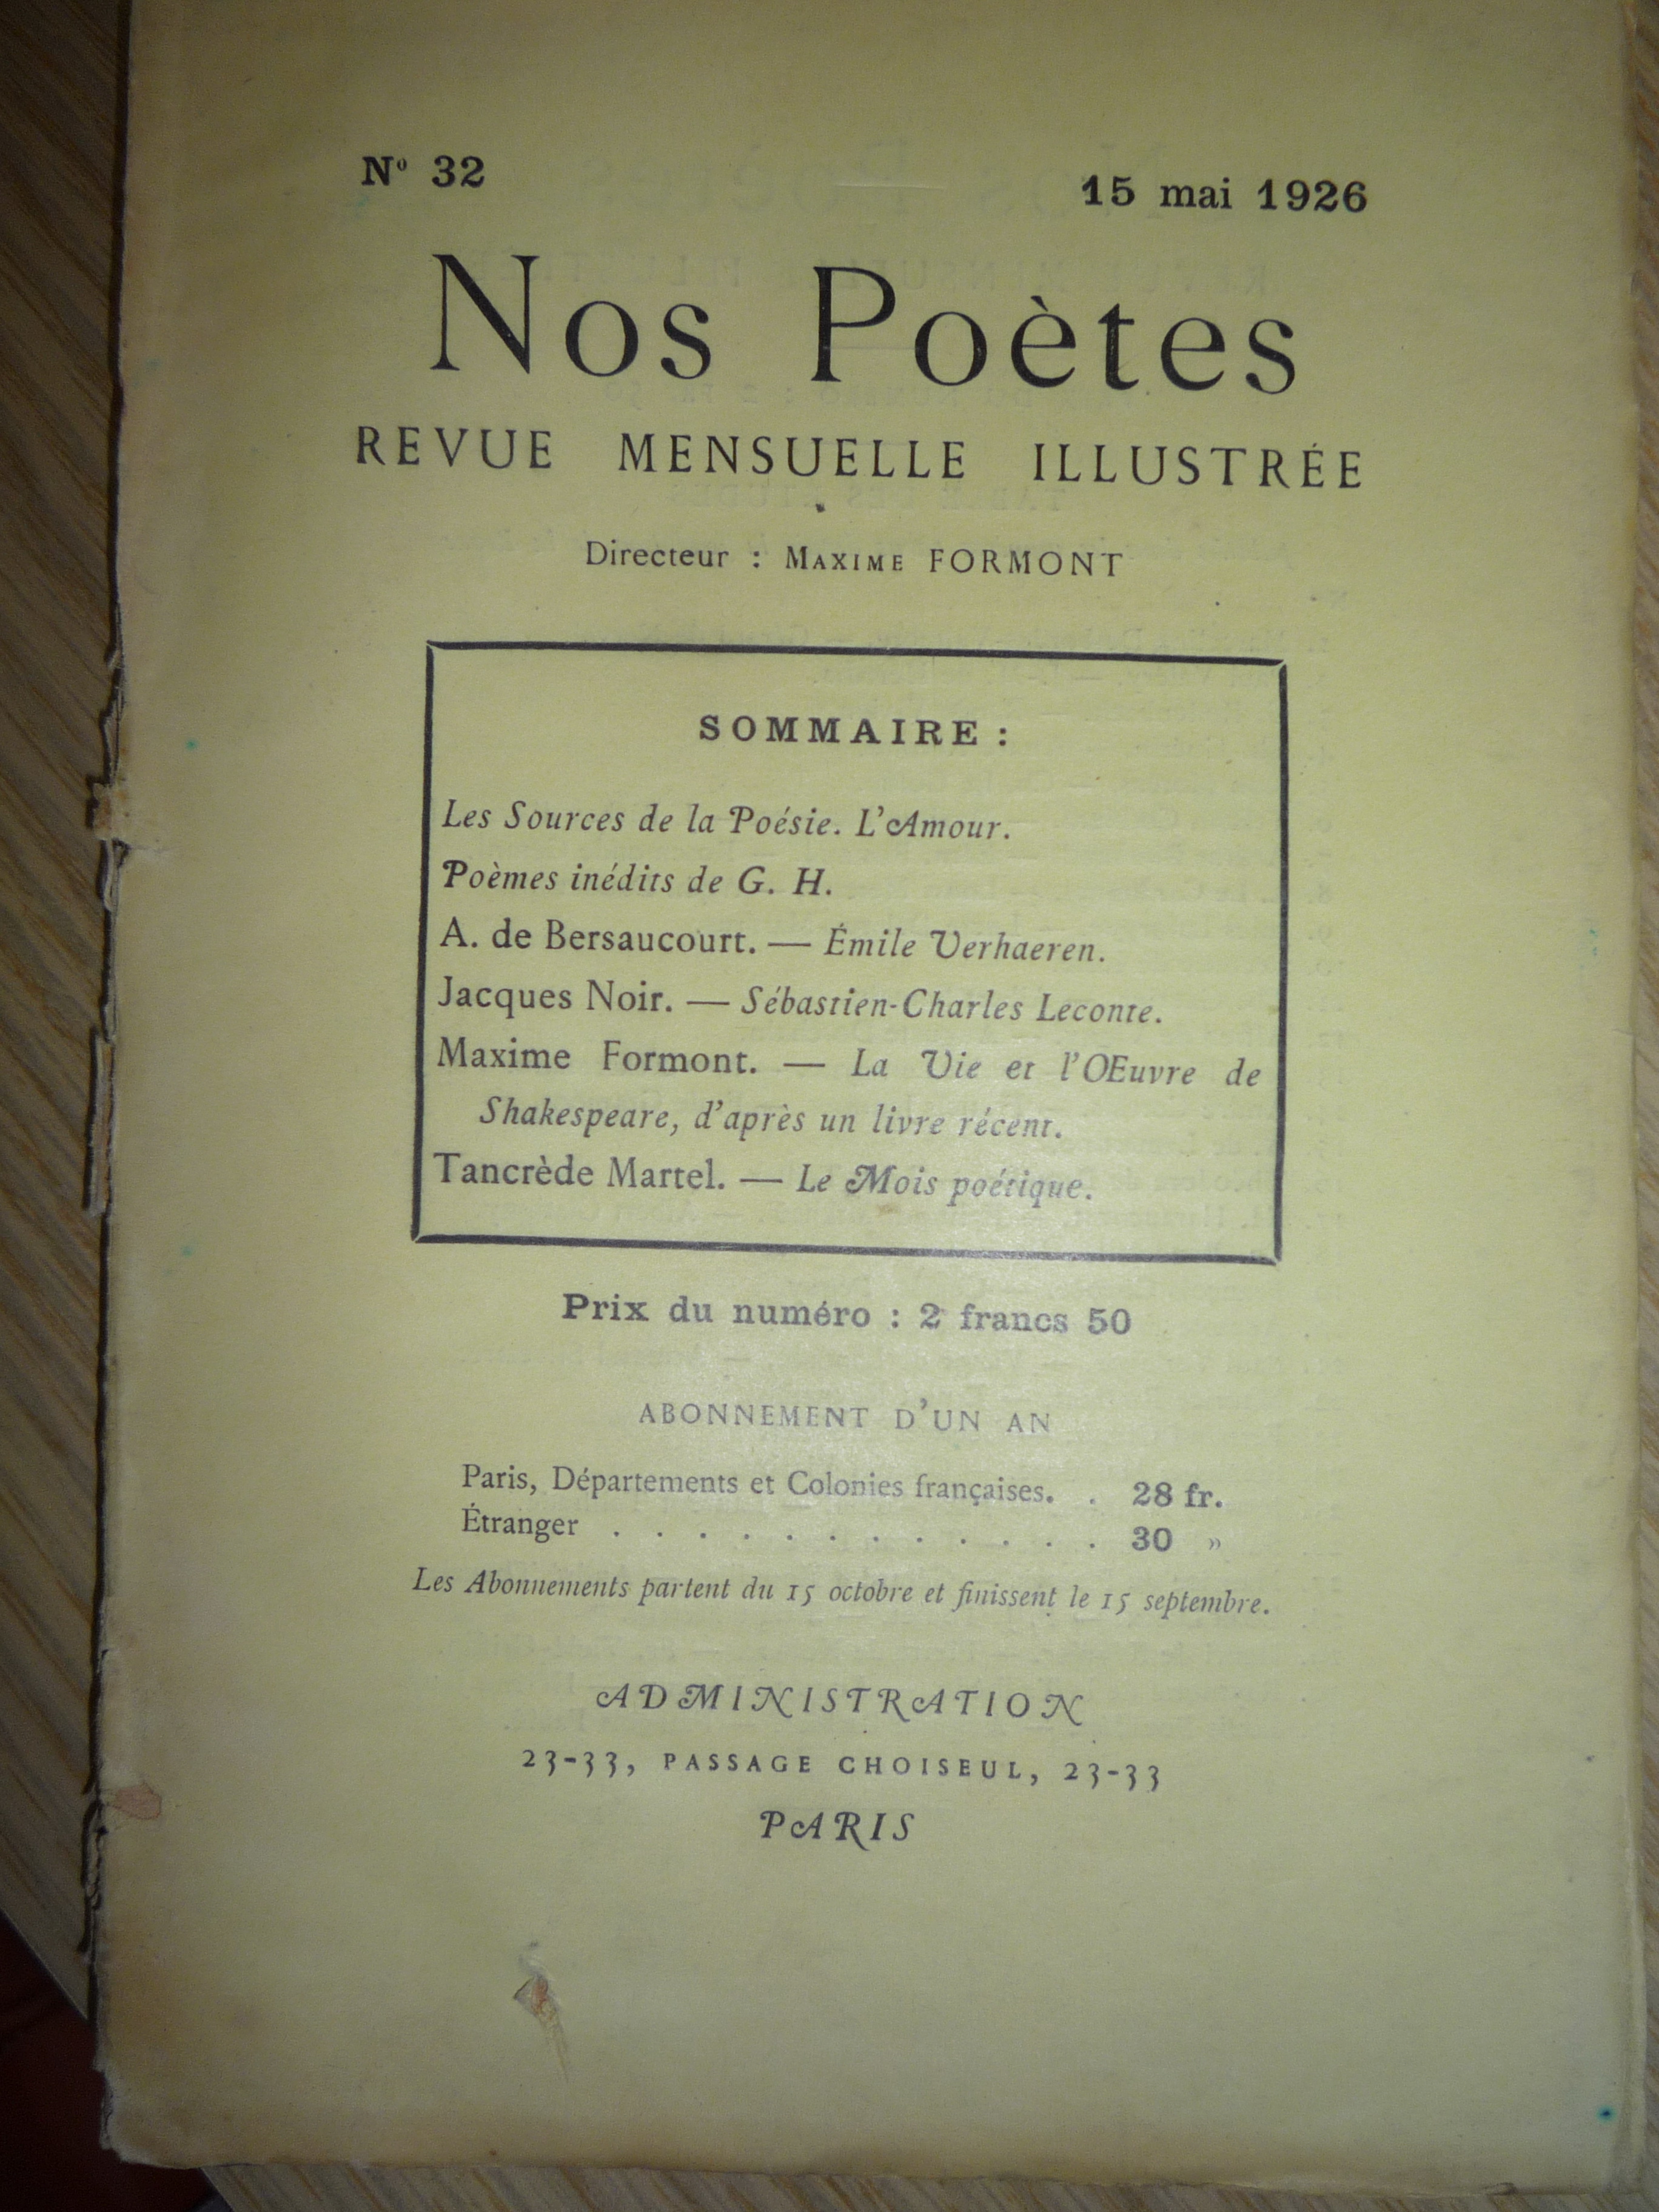 Nº 32
15 mai 1926
Nos Poètes
REVUE MENSUELLE ILLUSTRÉE
Directeur : MAXIME FORMONT
SOMMAIRE :
Les Sources de la Poésie. L'Amour.
Poèmes inédits de G. H.
A. de Bersaucourt. — Émile Verhaeren.
Jacques Noir. — Sébastien-Charles Leconte.
Maxime Formont. — La Vie et l'OEuvre de
Shakespeare, d'après un livre récent.
Tancrède Martel. — Le Mois poétique.
Prix du numéro : 2 francs 50
ABONNEMENT D'UN AN
Paris, Départements et Colonies françaises. . 28 fr.
Étranger . . . . . . . . . . . . 30 »
Les Abonnements partent du 15 octobre et finissent le 15 septembre.
ADMINISTRATION
23-33, PASSAGE CHOISEUL, 23-33
PARIS